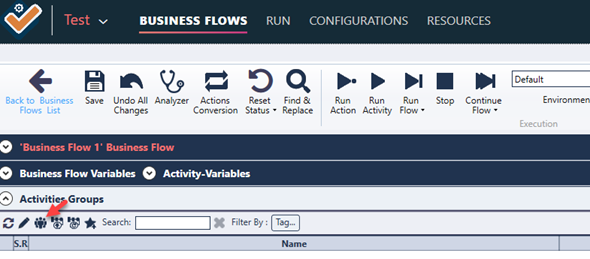 Test BUSINESS FLOWS RUN CONFIGURATIONS RESOURCES
Back to Business Flows List
Save
Undo All Changes
Analyzer
Actions Conversion
Reset Status
Find & Replace
Run Action
Run Activity
Run Flow
Stop
Continue Flow
Default
Environmen
Execution
'Business Flow 1' Business Flow
Business Flow Variables Activity-Variables
Activities Groups
Search: Filter By : Tag...
S.R Name